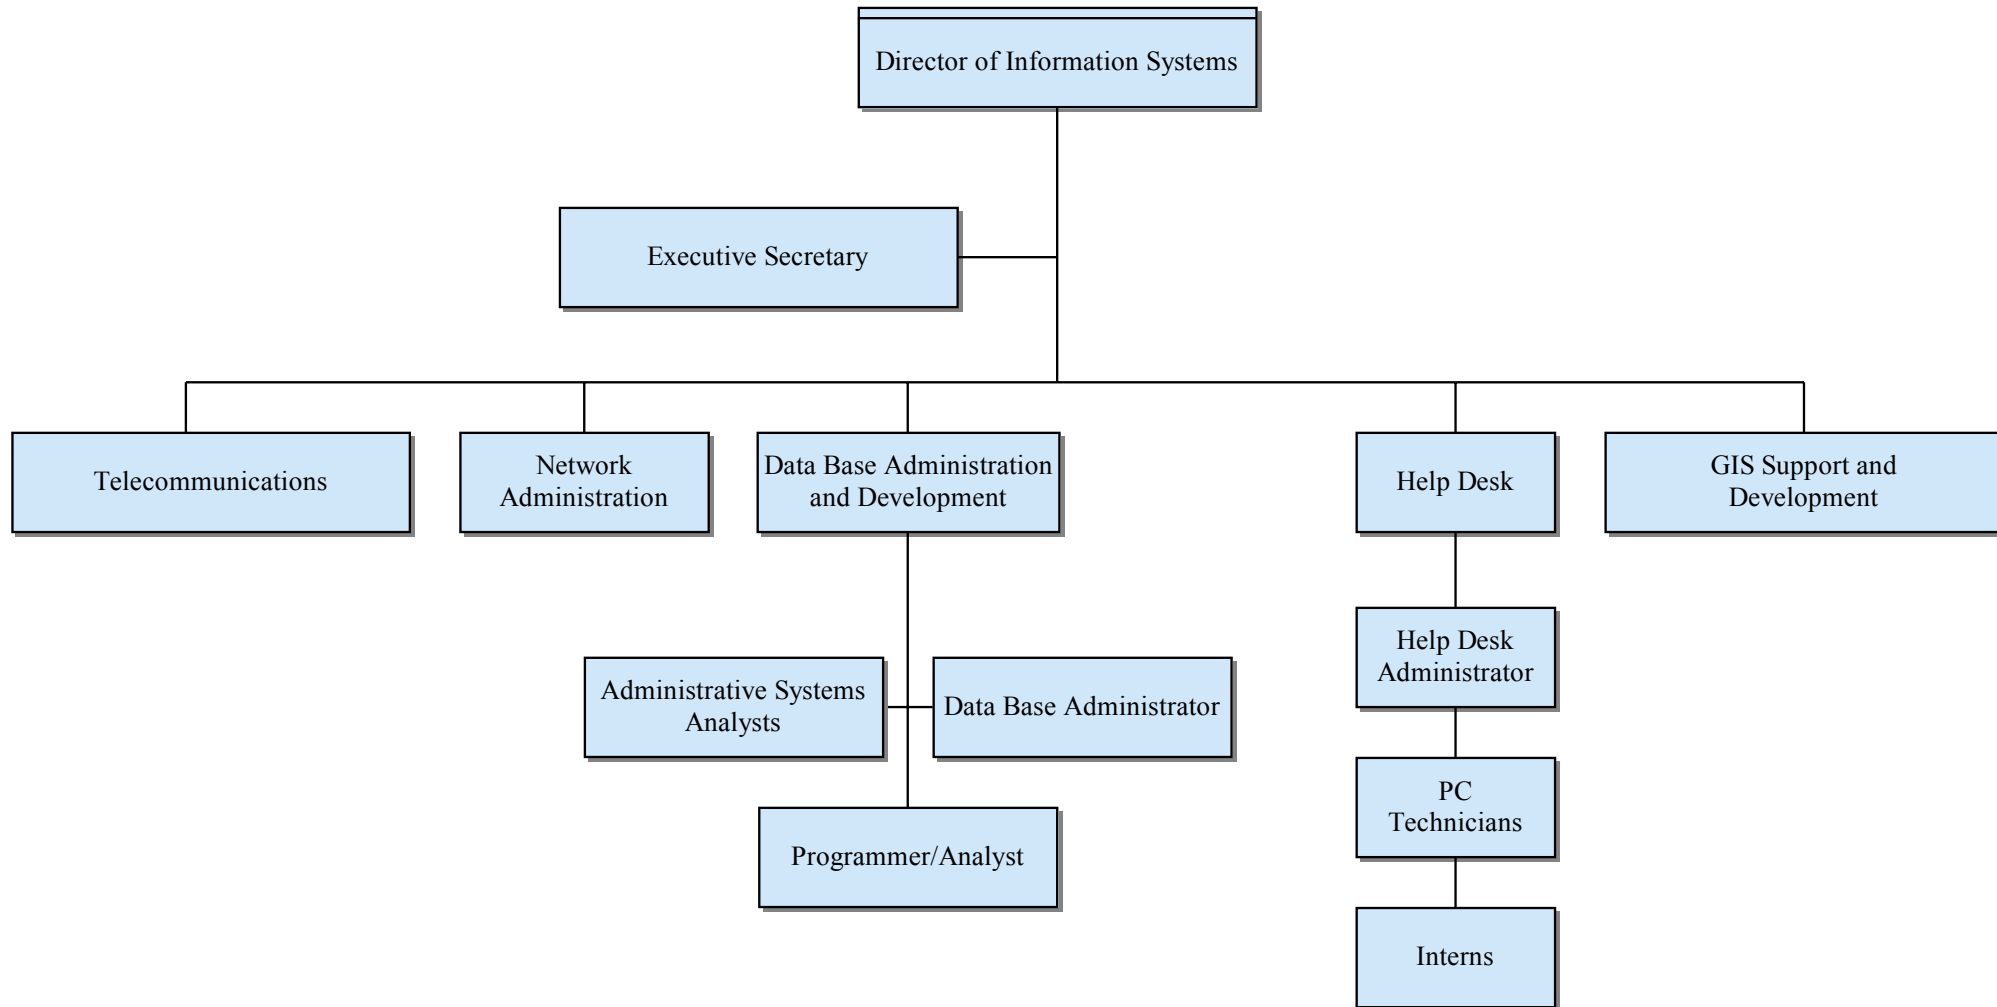 Director of Information Systems
Executive Secretary
Telecommunications
Network
Administration
Data Base Administration
and Development
Help Desk
GIS Support and
Development
Help Desk
Administrator
Administrative Systems
Analysts
Data Base Administrator
PC
Technicians
Programmer/Analyst
Interns